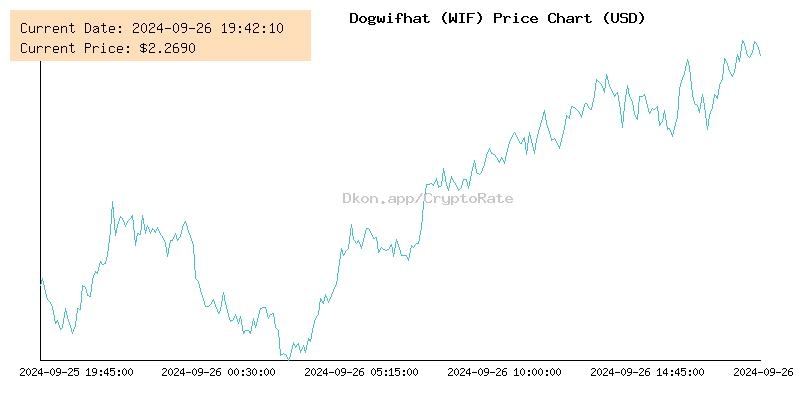 Dogwifhat (WIF) Price Chart (USD)
Current Date: 2024-09-26 19:42:10
Current Price: $2.2690
Dkon.app/CryptoRate
2024-09-25 19:45:00 2024-09-26 00:30:00 2024-09-26 05:15:00 2024-09-26 10:00:00 2024-09-26 14:45:00 2024-09-26